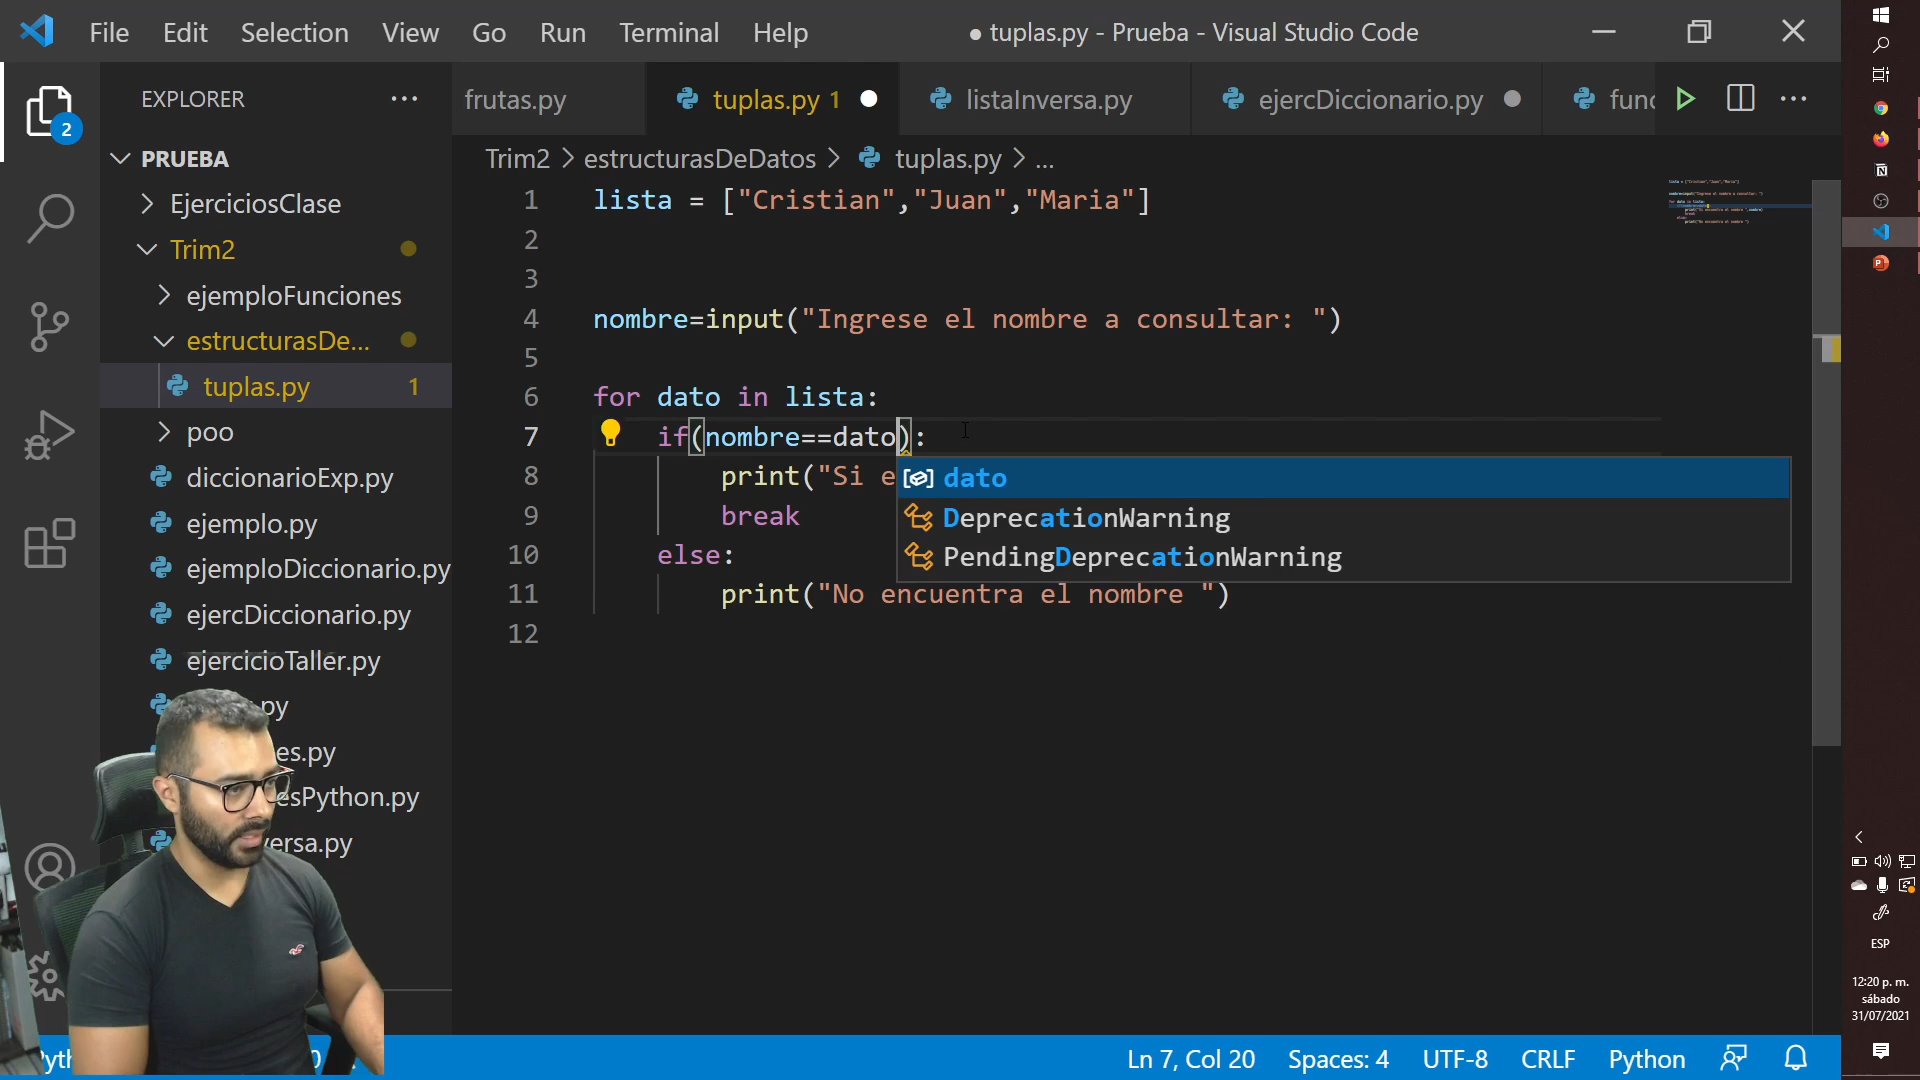 File Edit Selection View Go Run Terminal Help
● tuplas.py - Prueba - Visual Studio Code
EXPLORER
frutas.py
tuplas.py 1
listaInversa.py
ejercDiccionario.py
func
2
PRUEBA
Trim2 > estructurasDeDatos > tuplas.py > ...
EjerciciosClase
Trim2
ejemploFunciones
estructurasDe...
tuplas.py 1
poo
diccionarioExp.py
ejemplo.py
ejemploDiccionario.py
ejercDiccionario.py
ejercicioTaller.py
.py
es.py
esPython.py
versa.py
1 lista = ["Cristian","Juan","Maria"]
2
3
4 nombre=input("Ingrese el nombre a consultar: ")
5
6 for dato in lista:
7 if(nombre==dato):
8 print("Si e
9 break
10 else:
11 print("No encuentra el nombre ")
12
dato
DeprecationWarning
PendingDeprecationWarning
Ln 7, Col 20 Spaces: 4 UTF-8 CRLF Python
ESP
12:20 p. m.
sábado
31/07/2021